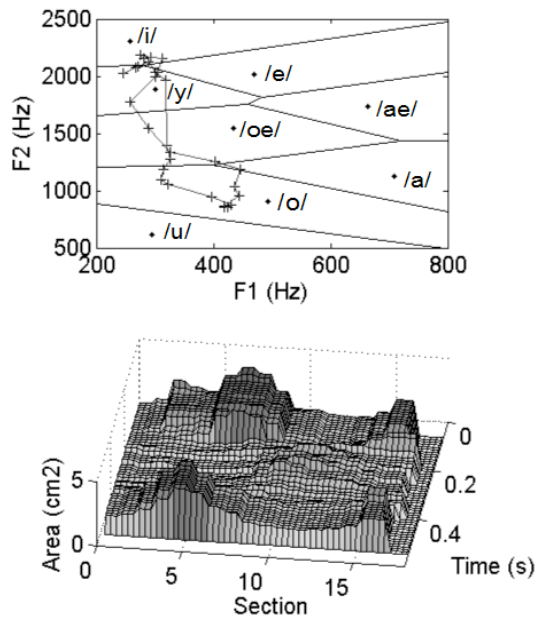 2500
/i/
2000
/e/
/y/
/ae/
F2 (Hz)
1500
/oe/
1000
/a/
/o/
/u/
500
200 400 600 800
F1 (Hz)
5
Area (cm2)
0
0
5
10
15
Section
0
0.2
0.4
Time (s)